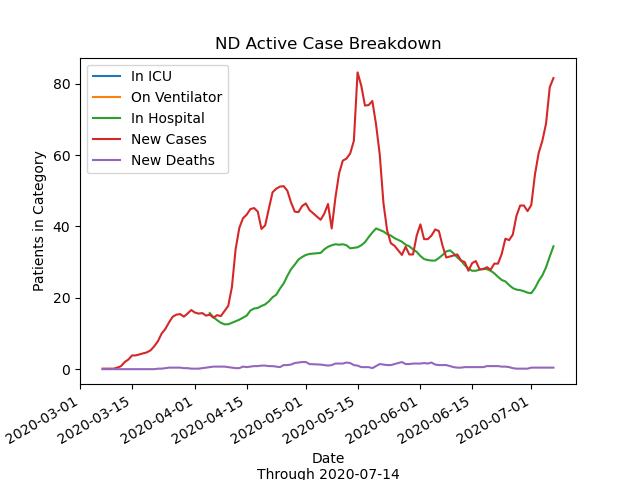 ND Active Case Breakdown
In ICU
On Ventilator
In Hospital
New Cases
New Deaths
Patients in Category
80
60
40
20
0
2020-03-01
2020-03-15
2020-04-01
2020-04-15
2020-05-01
2020-05-15
2020-06-01
2020-06-15
2020-07-01
Date
Through 2020-07-14